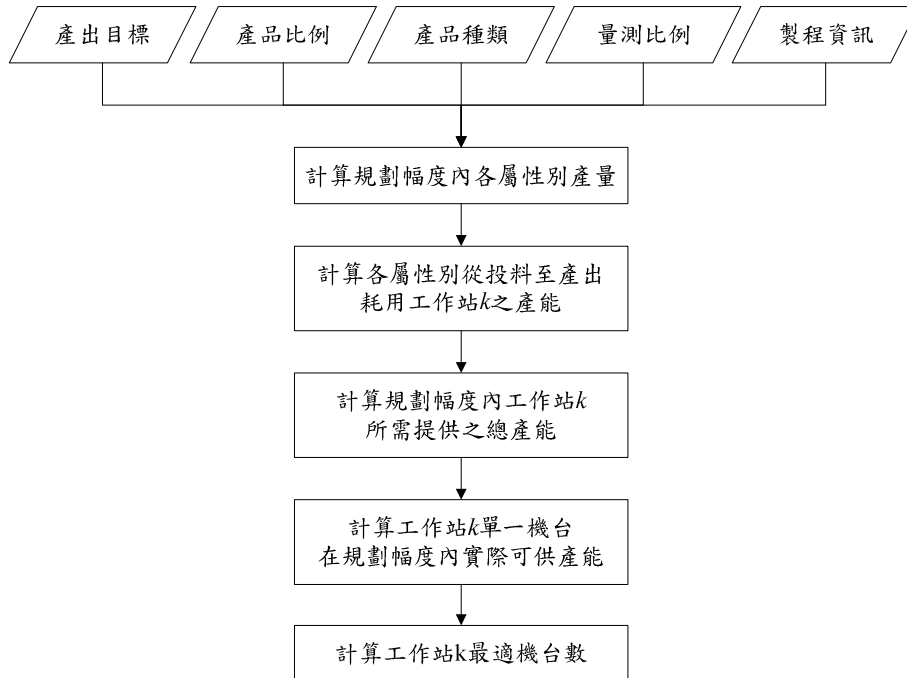 產出目標
產品比例
產品種類
量測比例
製程資訊
計算規劃幅度內各屬性別產量
計算各屬性別從投料至產出
耗用工作站k之產能
計算規劃幅度內工作站k
所需提供之總產能
計算工作站k單一機台
在規劃幅度內實際可供產能
計算工作站k最適機台數